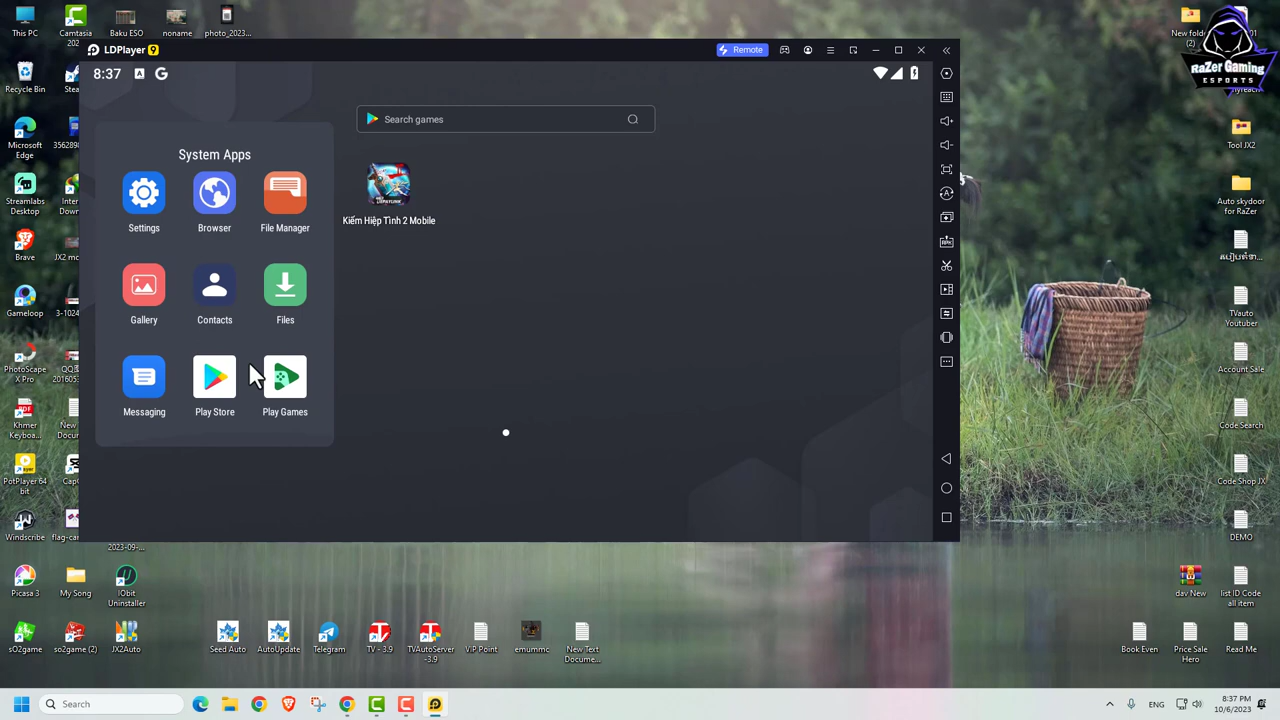 This PC
Camtasia
Baku ESO
noname
photo_2023...
New folder (2)
RaZer Gaming
ESPORTS
LDPlayer 9
Remote
8:37
Search games
System Apps
Settings
Browser
File Manager
Kiếm Hiệp Tình 2 Mobile
Gallery
Contacts
Files
Messaging
Play Store
Play Games
Recycle Bin
Microsoft Edge
Streamlabs Desktop
Brave
Gameloop
PhotoScape X Pro
Khmer Keyboa...
PotPlayer 64 bit
Windscribe
flag-can...
2023-09-...
Picasa 3
My Song
IObit Uninstaller
sO2game
so2game (2)
JX2Auto
Seed Auto
AutoUpdate
Telegram
TV - 3.9
TVAutoServer -3.9
VIP Point
emummc
New Text Docume...
Tool JX2
Auto skydoor for RaZer
TVauto Youtuber
Account Sale
Code Search
Code Shop JX
DEMO
dav New
list ID Code all item
Book Even
Price Sale Hero
Read Me
Search
ENG
8:37 PM
10/6/2023